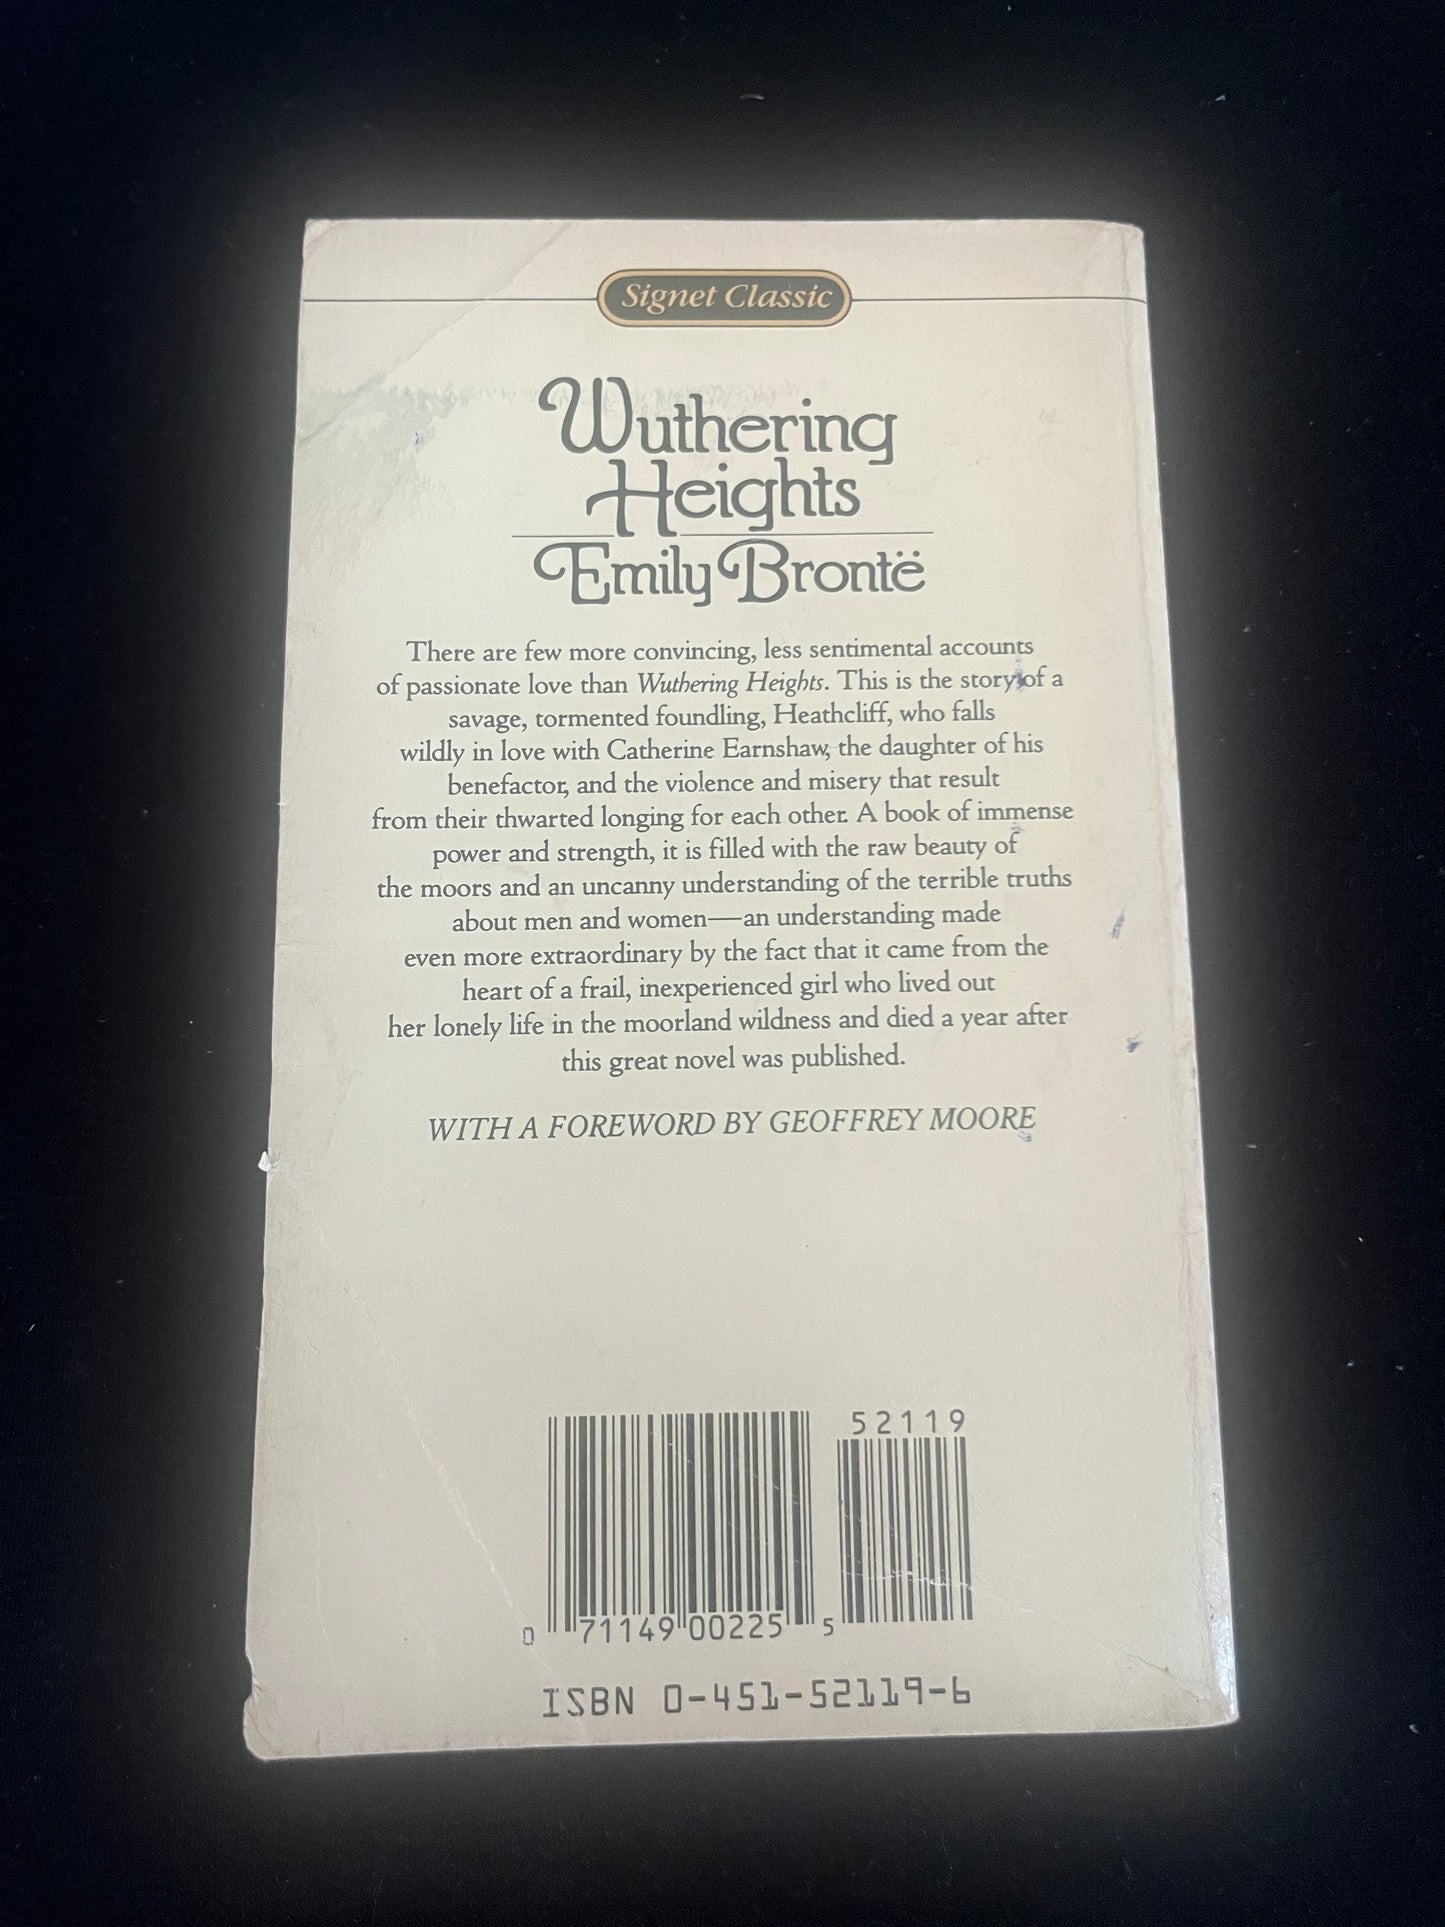 Signet Classic
Wuthering
Heights
Emily Brontë
There are few more convincing, less sentimental accounts
of passionate love than Wuthering Heights. This is the story of a
savage, tormented foundling, Heathcliff, who falls
wildly in love with Catherine Earnshaw, the daughter of his
benefactor, and the violence and misery that result
from their thwarted longing for each other. A book of immense
power and strength, it is filled with the raw beauty of
the moors and an uncanny understanding of the terrible truths
about men and women—an understanding made
even more extraordinary by the fact that it came from the
heart of a frail, inexperienced girl who lived out
her lonely life in the moorland wildness and died a year after
this great novel was published.
WITH A FOREWORD BY GEOFFREY MOORE
52119
0 71149 00225 5
ISBN 0-451-52119-6